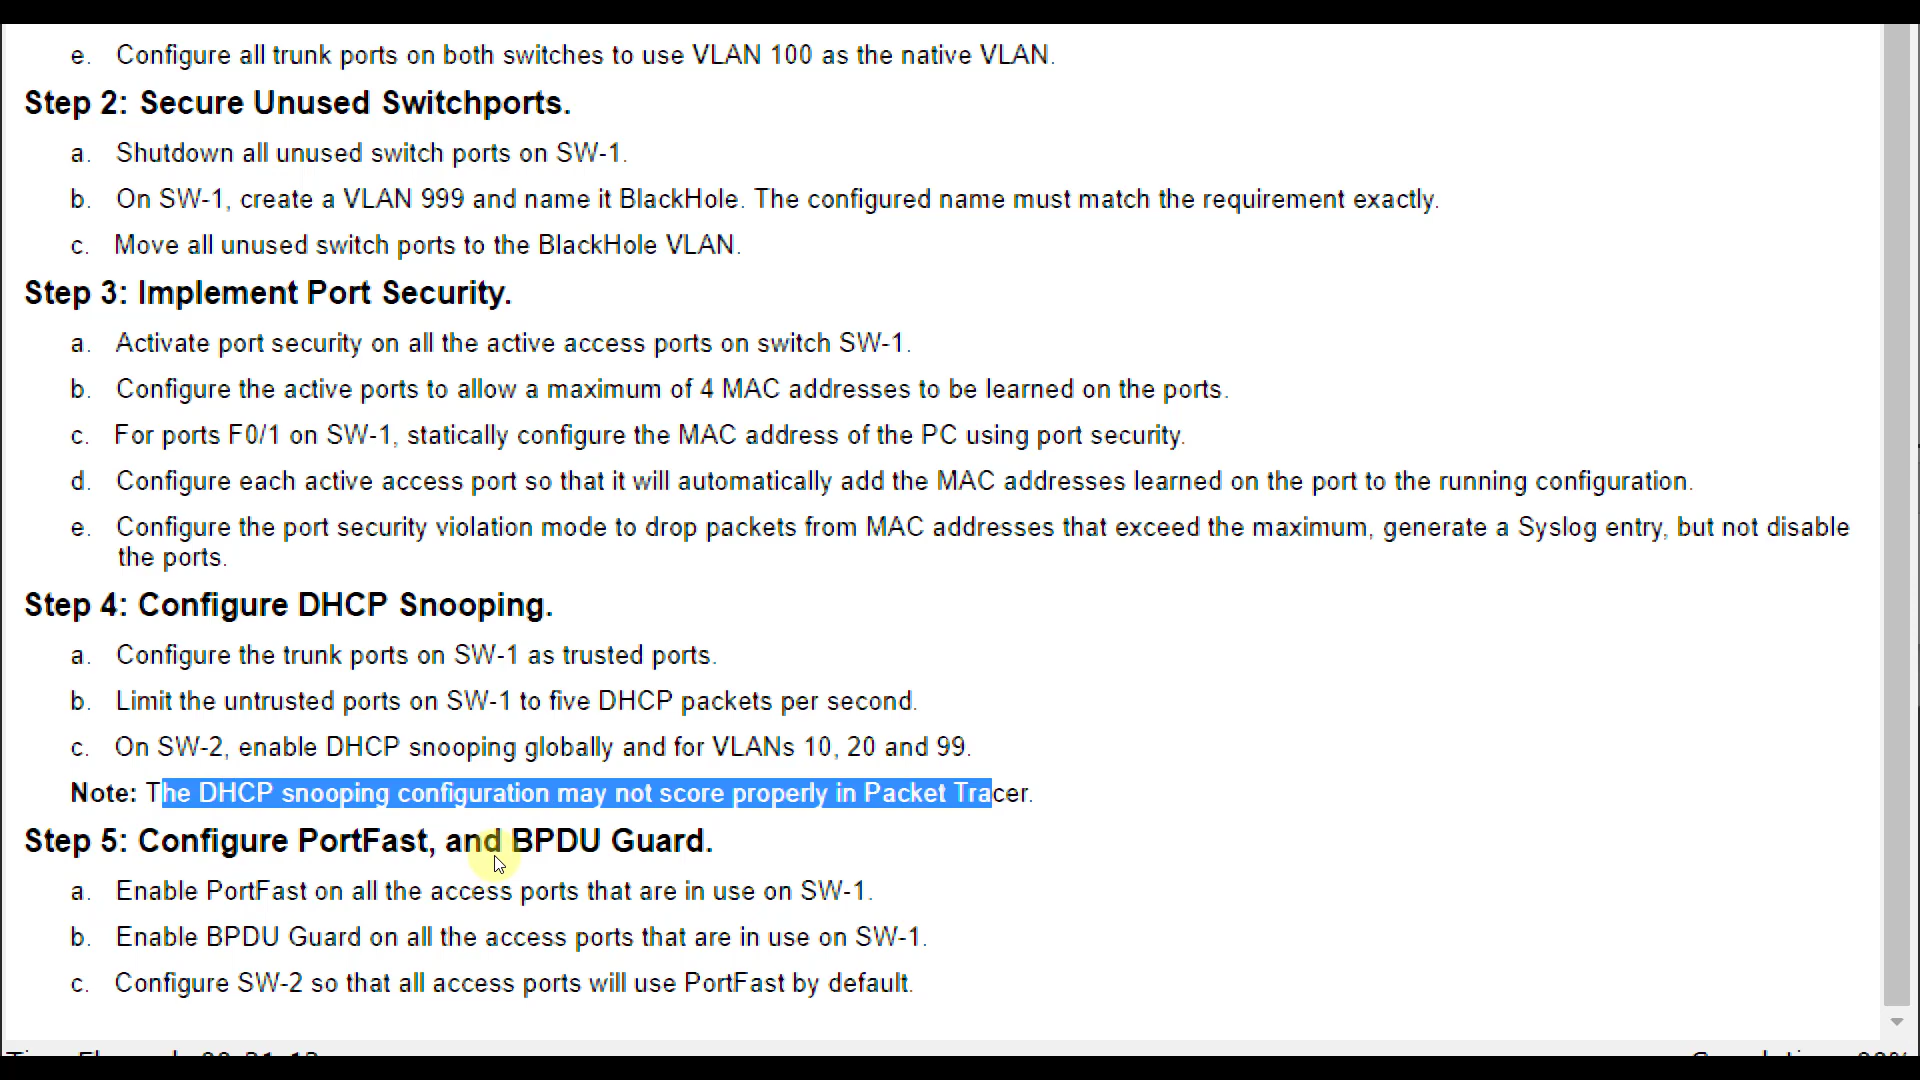 e. Configure all trunk ports on both switches to use VLAN 100 as the native VLAN.
Step 2: Secure Unused Switchports.
a. Shutdown all unused switch ports on SW-1.
b. On SW-1, create a VLAN 999 and name it BlackHole. The configured name must match the requirement exactly.
c. Move all unused switch ports to the BlackHole VLAN.
Step 3: Implement Port Security.
a. Activate port security on all the active access ports on switch SW-1.
b. Configure the active ports to allow a maximum of 4 MAC addresses to be learned on the ports.
c. For ports F0/1 on SW-1, statically configure the MAC address of the PC using port security.
d. Configure each active access port so that it will automatically add the MAC addresses learned on the port to the running configuration.
e. Configure the port security violation mode to drop packets from MAC addresses that exceed the maximum, generate a Syslog entry, but not disable
the ports.
Step 4: Configure DHCP Snooping.
a. Configure the trunk ports on SW-1 as trusted ports.
b. Limit the untrusted ports on SW-1 to five DHCP packets per second.
c. On SW-2, enable DHCP snooping globally and for VLANs 10, 20 and 99.
Note: The DHCP snooping configuration may not score properly in Packet Tracer.
Step 5: Configure PortFast, and BPDU Guard.
a. Enable PortFast on all the access ports that are in use on SW-1.
b. Enable BPDU Guard on all the access ports that are in use on SW-1.
c. Configure SW-2 so that all access ports will use PortFast by default.